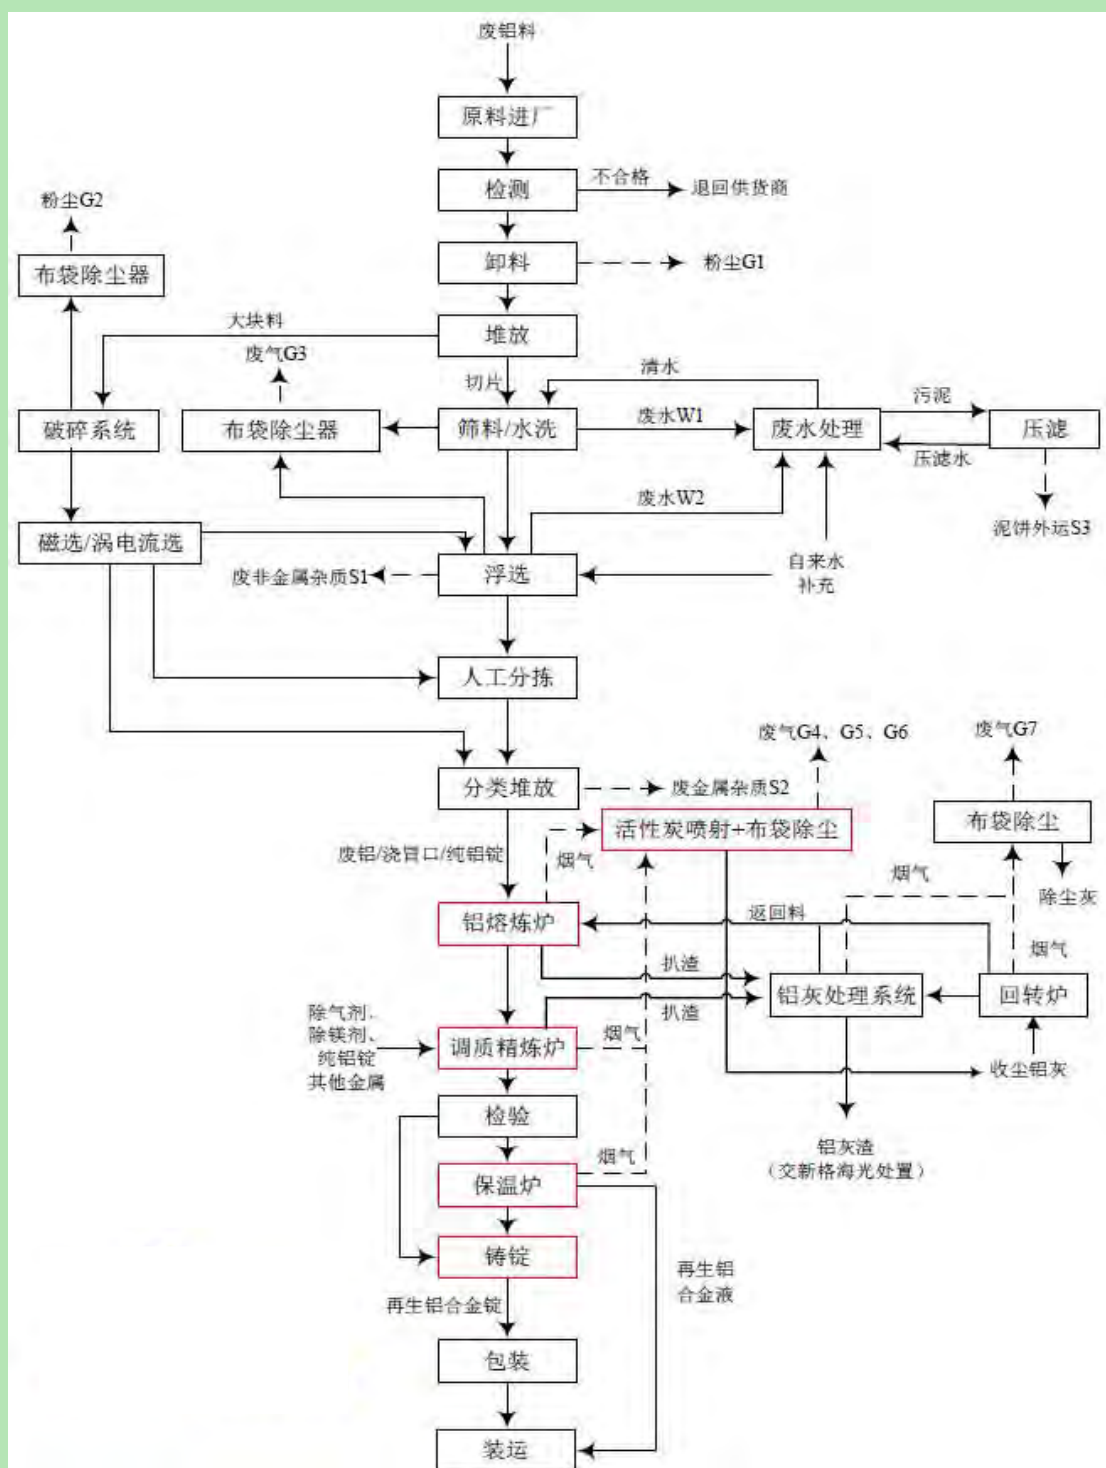 废铝料
原料进厂
检测
不合格
退回供货商
粉尘G2
布袋除尘器
卸料
粉尘G1
大块料
堆放
废气G3
切片
清水
污泥
破碎系统
布袋除尘器
筛料/水洗
废水W1
废水处理
压滤
压滤水
废水W2
泥饼外运S3
磁选/涡电流选
废非金属杂质S1
浮选
自来水
补充
人工分拣
废气G4、G5、G6
废气G7
分类堆放
废金属杂质S2
活性炭喷射+布袋除尘
布袋除尘
废铝/浇冒口/纯铝锭
烟气
烟气
除尘灰
铝熔炼炉
返回料
烟气
扒渣
铝灰处理系统
回转炉
除气剂、
除镁剂、
纯铝锭
其他金属
扒渣
调质精炼炉
烟气
收尘铝灰
检验
铝灰渣
（交新格海光处置）
烟气
保温炉
铸锭
再生铝
合金液
再生铝合金锭
包装
装运